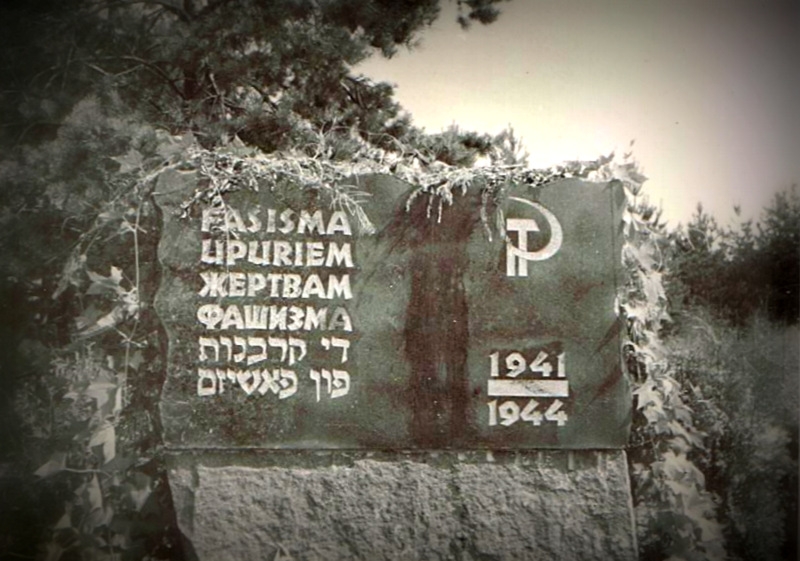 FAŠISMA
UPURIEM
ЖЕРТВАМ
ФАШИЗМА
די קרבנות
פון פאשיזם
1941
1944